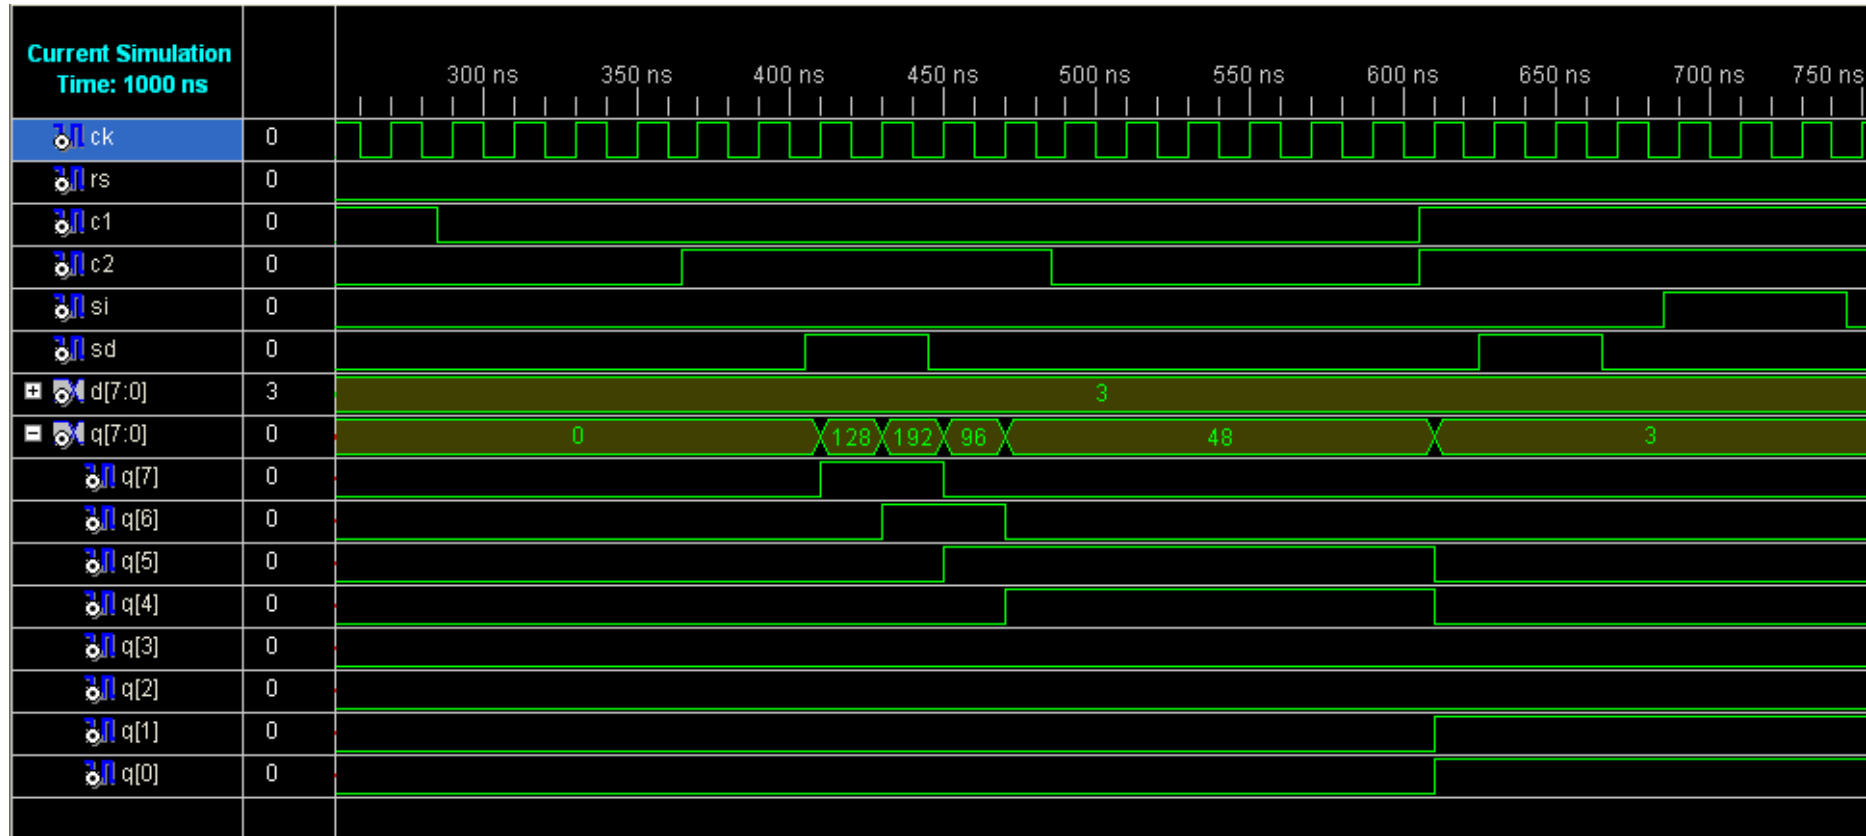 Current Simulation
Time: 1000 ns
300 ns 350 ns 400 ns 450 ns 500 ns 550 ns 600 ns 650 ns 700 ns 750 ns
ck 0
rs 0
c1 0
c2 0
si 0
sd 0
d[7:0] 3 3
q[7:0] 0 0 128 192 96 48 3
q[7] 0
q[6] 0
q[5] 0
q[4] 0
q[3] 0
q[2] 0
q[1] 0
q[0] 0